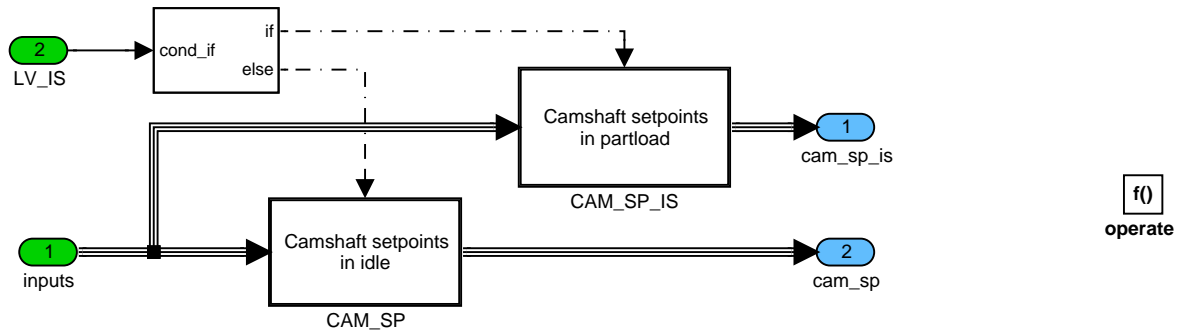 2
LV_IS
cond_if
if
else
Camshaft setpoints
in partload
CAM_SP_IS
1
cam_sp_is
f()
operate
1
inputs
Camshaft setpoints
in idle
CAM_SP
2
cam_sp